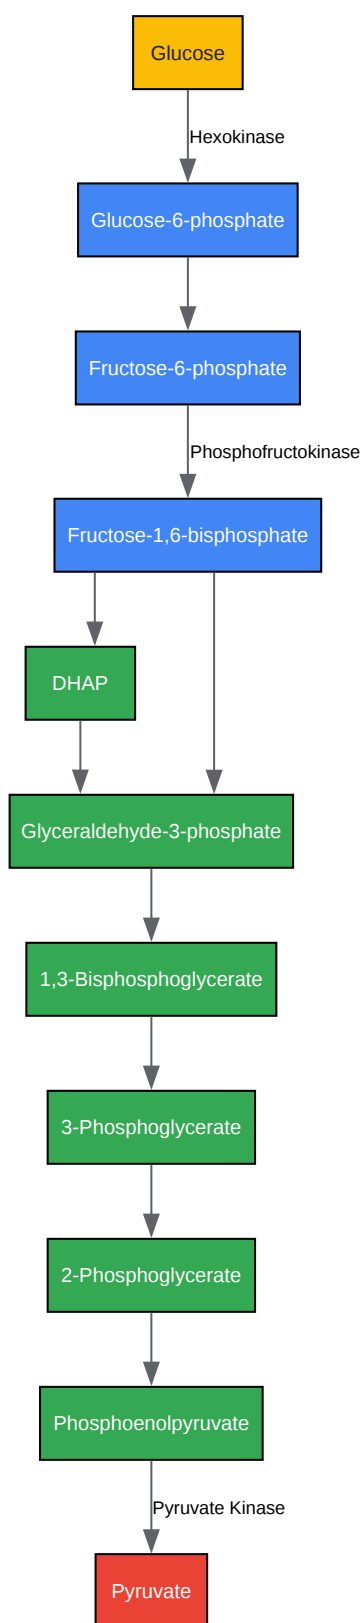 Glucose
Hexokinase
Glucose-6-phosphate
Fructose-6-phosphate
Phosphofructokinase
Fructose-1,6-bisphosphate
DHAP
Glyceraldehyde-3-phosphate
1,3-Bisphosphoglycerate
3-Phosphoglycerate
2-Phosphoglycerate
Phosphoenolpyruvate
Pyruvate Kinase
Pyruvate